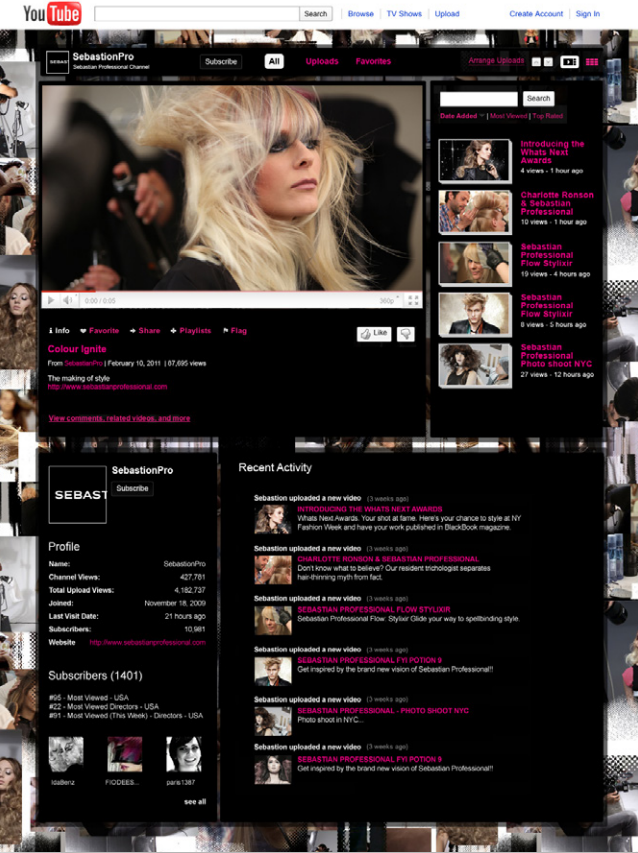 You Tube
Search
Browse
TV Shows
Upload
Create Account
Sign In
SEBAST
SebastionPro
Sebastian Professional Channel
Subscribe
All
Uploads
Favorites
Arrange Uploads
Search
Date Added | Most Viewed | Top Rated
Introducing the
Whats Next
Awards
4 views - 1 hour ago
Charlotte Ronson
& Sebastian
Professional
10 views - 1 hour ago
Sebastian
Professional
Flow Stylixir
19 views - 4 hours ago
Sebastian
Professional
Flow Stylixir
8 views - 5 hours ago
Sebastian
Professional
Photo shoot NYC
27 views - 12 hours ago
0:00 / 0:05
360p
Info
Favorite
Share
Playlists
Flag
Like
Colour Ignite
From SebastianPro | February 10, 2011 | 07,695 views
The making of style
http://www.sebastianprofessional.com
View comments, related videos, and more
SEBAST
SebastionPro
Subscribe
Profile
Name: SebastionPro
Channel Views: 427,781
Total Upload Views: 4,182,737
Joined: November 18, 2009
Last Visit Date: 21 hours ago
Subscribers: 10,981
Website http://www.sebastianprofessional.com
Subscribers (1401)
#95 - Most Viewed - USA
#22 - Most Viewed Directors - USA
#91 - Most Viewed (This Week) - Directors - USA
IdaBenz
FIODEES...
paris1367
see all
Recent Activity
Sebastion uploaded a new video (3 weeks ago)
INTRODUCING THE WHATS NEXT AWARDS
Whats Next Awards. Your shot at fame. Here's your chance to style at NY
Fashion Week and have your work published in BlackBook magazine.
Sebastion uploaded a new video (3 weeks ago)
CHARLOTTE RONSON & SEBASTIAN PROFESSIONAL
Don't know what to believe? Our resident trichologist separates
hair-thinning myth from fact.
Sebastion uploaded a new video (3 weeks ago)
SEBASTIAN PROFESSIONAL FLOW STYLIXIR
Sebastian Professional Flow: Stylixir Glide your way to spellbinding style.
Sebastion uploaded a new video (3 weeks ago)
SEBASTIAN PROFESSIONAL FYI POTION 9
Get inspired by the brand new vision of Sebastian Professional!!
Sebastion uploaded a new video (3 weeks ago)
SEBASTIAN PROFESSIONAL - PHOTO SHOOT NYC
Photo shoot in NYC...
Sebastion uploaded a new video (3 weeks ago)
SEBASTIAN PROFESSIONAL FYI POTION 9
Get inspired by the brand new vision of Sebastian Professional!!